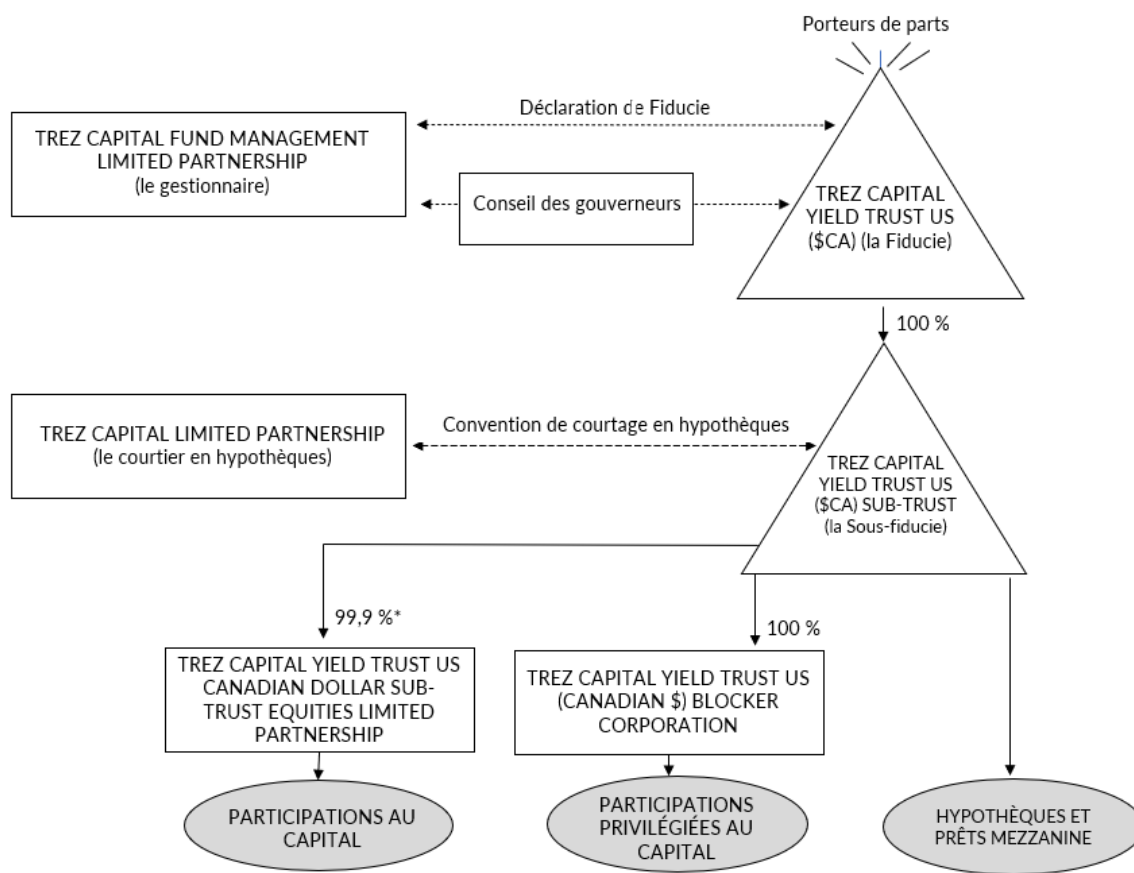 Porteurs de parts
Déclaration de Fiducie
TREZ CAPITAL FUND MANAGEMENT
LIMITED PARTNERSHIP
(le gestionnaire)
Conseil des gouverneurs
TREZ CAPITAL
YIELD TRUST US
($CA) (la Fiducie)
100 %
TREZ CAPITAL LIMITED PARTNERSHIP
(le courtier en hypothèques)
Convention de courtage en hypothèques
TREZ CAPITAL
YIELD TRUST US
($CA) SUB-TRUST
(la Sous-fiducie)
99,9 %*
100 %
TREZ CAPITAL YIELD TRUST US
CANADIAN DOLLAR SUB-
TRUST EQUITIES LIMITED
PARTNERSHIP
TREZ CAPITAL YIELD TRUST US
(CANADIAN $) BLOCKER
CORPORATION
PARTICIPATIONS AU
CAPITAL
PARTICIPATIONS
PRIVILÉGIÉES AU
CAPITAL
HYPOTHÈQUES ET
PRÊTS MEZZANINE